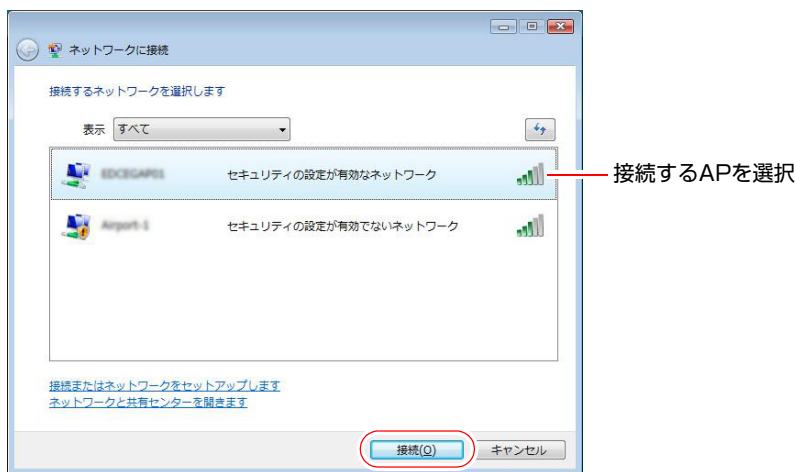 ネットワークに接続
接続するネットワークを選択します
表示 すべて
セキュリティの設定が有効なネットワーク
接続するAPを選択
Airport-1 セキュリティの設定が有効でないネットワーク
接続またはネットワークをセットアップします
ネットワークと共有センターを開きます
接続(O) キャンセル